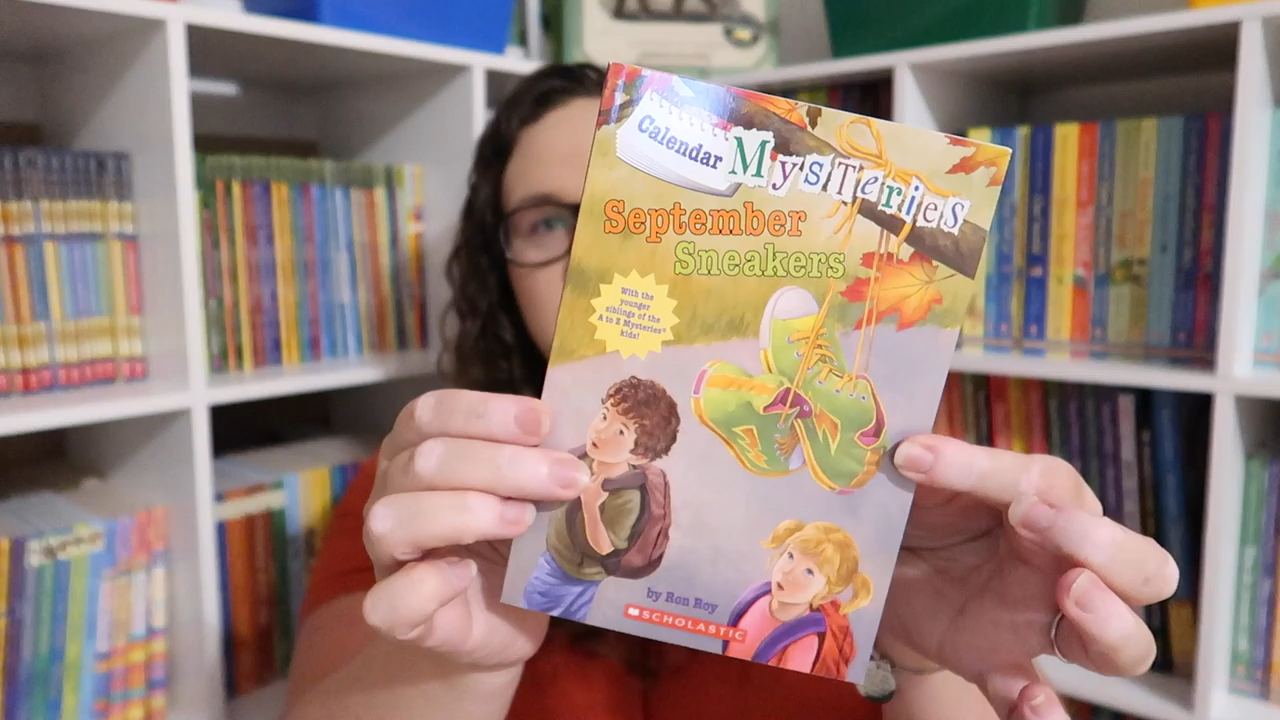 Calendar
Mysteries
September
Sneakers
With the
younger
siblings of the
A to Z Mysteries®
kids!
by Ron Roy
SCHOLASTIC